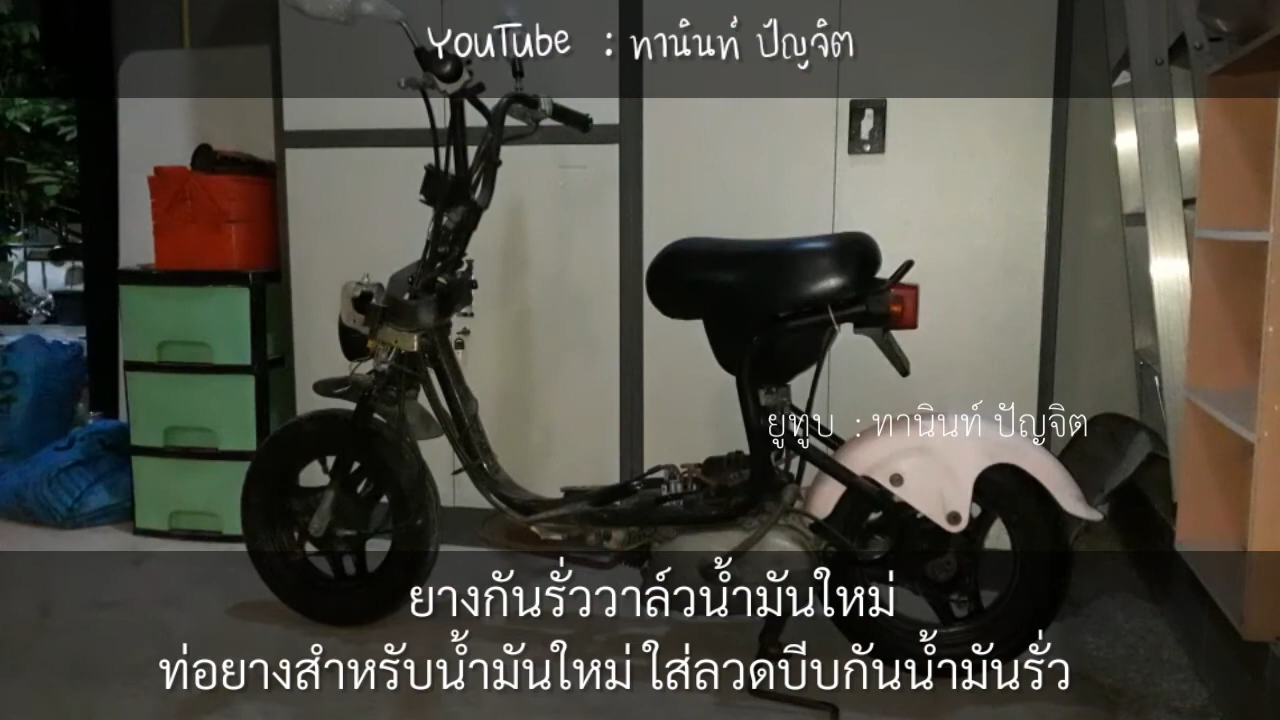 YouTube : ทานินท์ ปัญจิต
ยูทูบ : ทานินท์ ปัญจิต
ยางกันรั่ววาล์วน้ำมันใหม่
ท่อยางสำหรับน้ำมันใหม่ ใส่ลวดบีบกันน้ำมันรั่ว